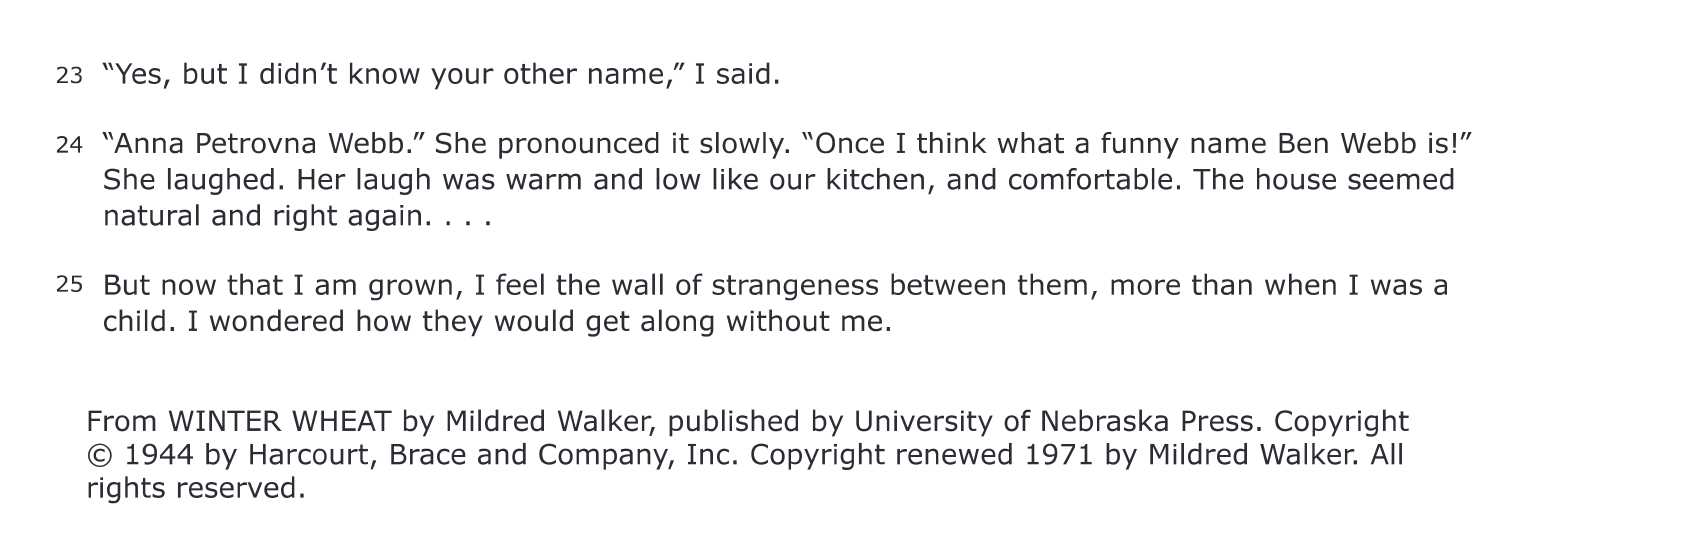 23 “Yes, but I didn’t know your other name,” I said.
24 “Anna Petrovna Webb.” She pronounced it slowly. “Once I think what a funny name Ben Webb is!”
She laughed. Her laugh was warm and low like our kitchen, and comfortable. The house seemed
natural and right again. . . .
25 But now that I am grown, I feel the wall of strangeness between them, more than when I was a
child. I wondered how they would get along without me.
From WINTER WHEAT by Mildred Walker, published by University of Nebraska Press. Copyright
© 1944 by Harcourt, Brace and Company, Inc. Copyright renewed 1971 by Mildred Walker. All
rights reserved.